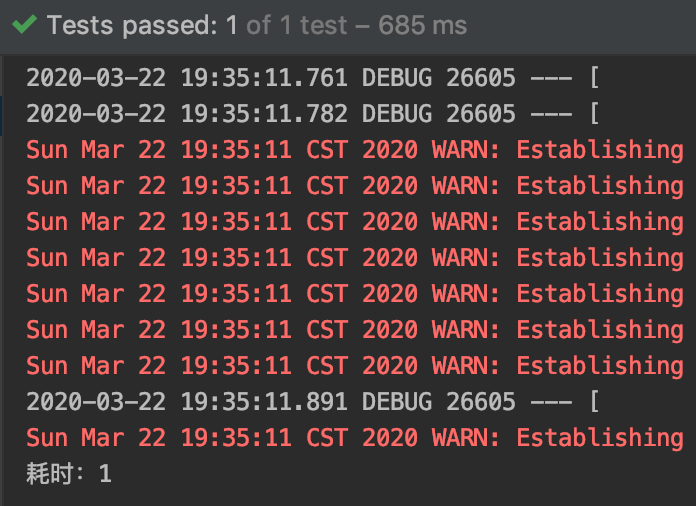 Tests passed: 1 of 1 test – 685 ms
2020-03-22 19:35:11.761 DEBUG 26605 --- [
2020-03-22 19:35:11.782 DEBUG 26605 --- [
Sun Mar 22 19:35:11 CST 2020 WARN: Establishing
Sun Mar 22 19:35:11 CST 2020 WARN: Establishing
Sun Mar 22 19:35:11 CST 2020 WARN: Establishing
Sun Mar 22 19:35:11 CST 2020 WARN: Establishing
Sun Mar 22 19:35:11 CST 2020 WARN: Establishing
Sun Mar 22 19:35:11 CST 2020 WARN: Establishing
Sun Mar 22 19:35:11 CST 2020 WARN: Establishing
2020-03-22 19:35:11.891 DEBUG 26605 --- [
Sun Mar 22 19:35:11 CST 2020 WARN: Establishing
耗时：1